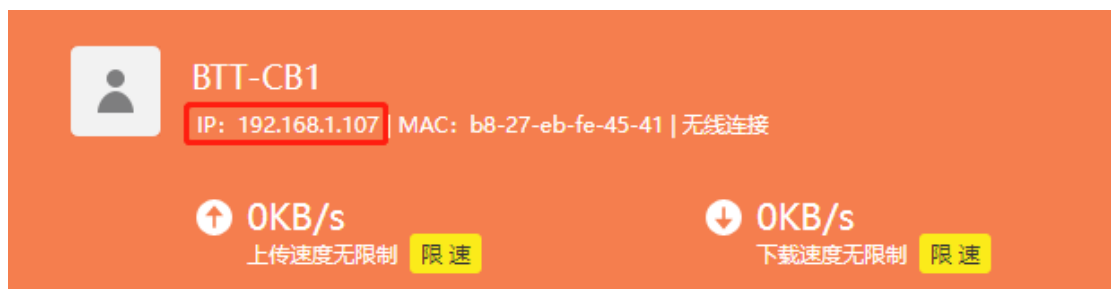 BTT-CB1
IP：192.168.1.107 | MAC：b8-27-eb-fe-45-41 | 无线连接
0KB/s
上传速度无限制 限速
0KB/s
下载速度无限制 限速